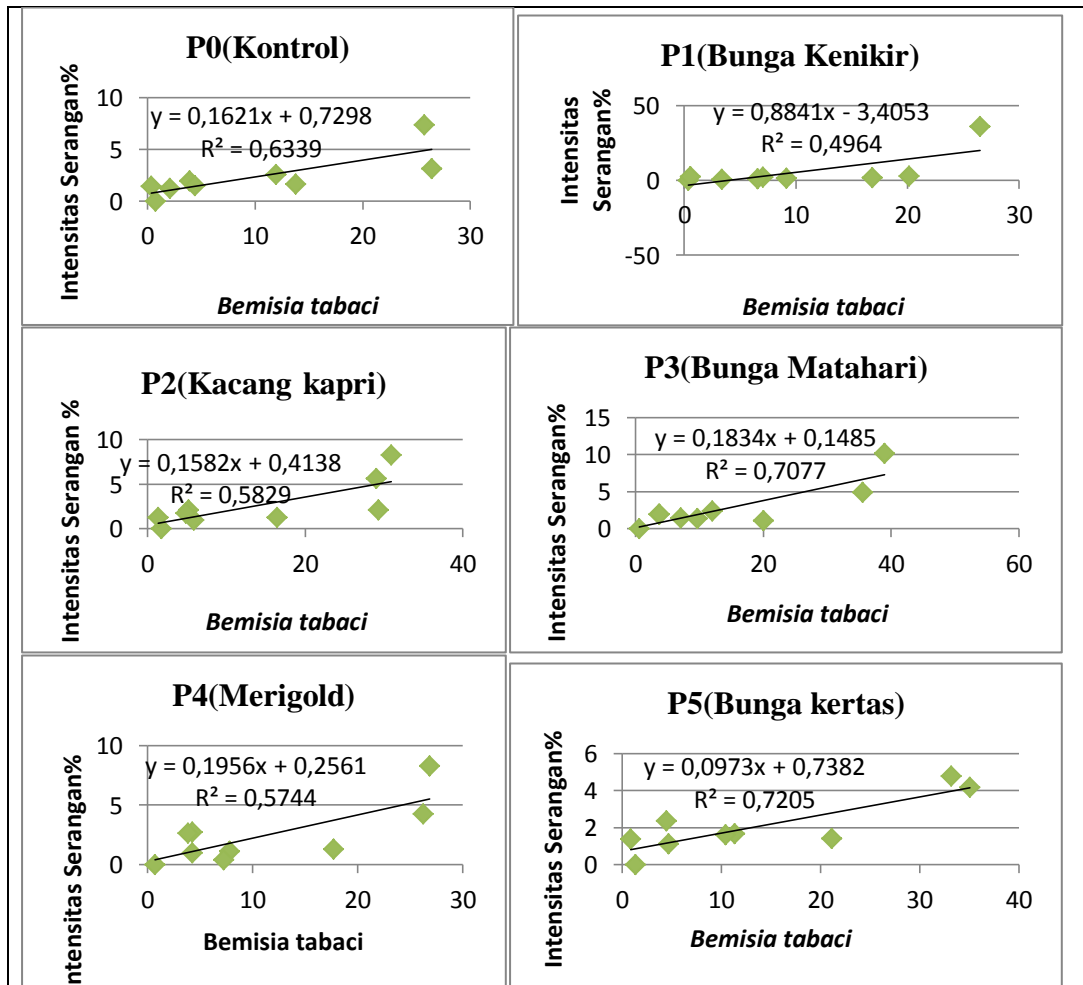 P0(Kontrol)
Intensitas Serangan%
10
5
0
y = 0,1621x + 0,7298
R² = 0,6339
0 10 20 30
Bemisia tabaci
P1(Bunga Kenikir)
Intensitas
Serangan%
50
0
-50
y = 0,8841x - 3,4053
R² = 0,4964
0 10 20 30
Bemisia tabaci
P2(Kacang kapri)
Intensitas Serangan %
10
5
0
y = 0,1582x + 0,4138
R² = 0,5829
0 20 40
Bemisia tabaci
P3(Bunga Matahari)
Intensitas Serangan%
15
10
5
0
y = 0,1834x + 0,1485
R² = 0,7077
0 20 40 60
Bemisia tabaci
P4(Merigold)
ntensitas Serangan%
10
5
0
y = 0,1956x + 0,2561
R² = 0,5744
0 10 20 30
Bemisia tabaci
P5(Bunga kertas)
Intensitas Serangan%
6
4
2
0
y = 0,0973x + 0,7382
R² = 0,7205
0 10 20 30 40
Bemisia tabaci